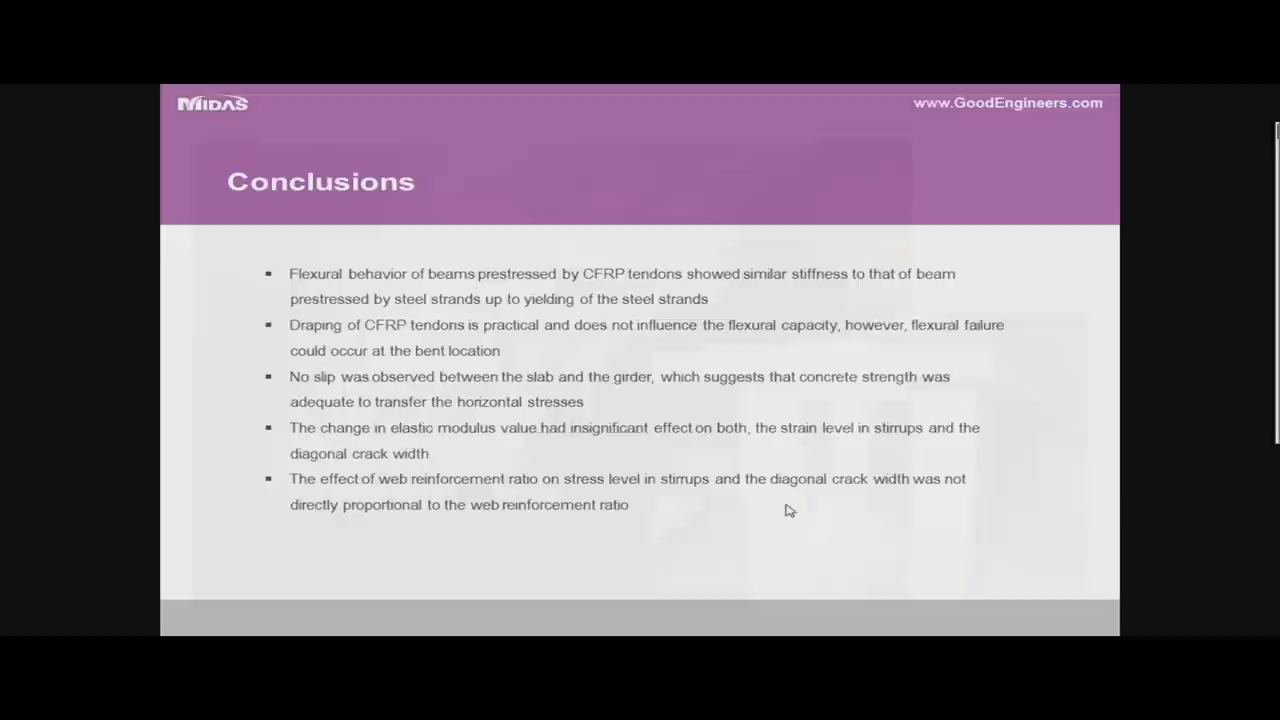 MIDAS
www.GoodEngineers.com
Conclusions
▪ Flexural behavior of beams prestressed by CFRP tendons showed similar stiffness to that of beam
prestressed by steel strands up to yielding of the steel strands
▪ Draping of CFRP tendons is practical and does not influence the flexural capacity, however, flexural failure
could occur at the bent location
▪ No slip was observed between the slab and the girder, which suggests that concrete strength was
adequate to transfer the horizontal stresses
▪ The change in elastic modulus value had insignificant effect on both, the strain level in stirrups and the
diagonal crack width
▪ The effect of web reinforcement ratio on stress level in stirrups and the diagonal crack width was not
directly proportional to the web reinforcement ratio